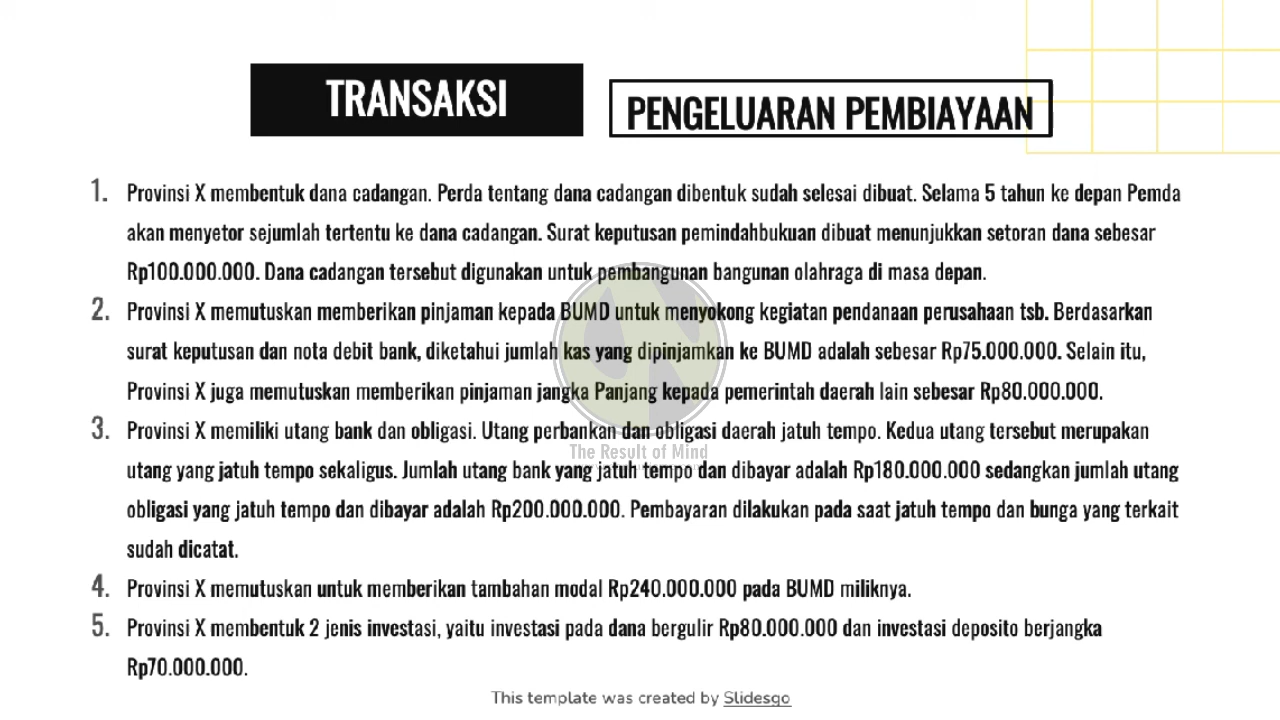 TRANSAKSI
PENGELUARAN PEMBIAYAAN
1. Provinsi X membentuk dana cadangan. Perda tentang dana cadangan dibentuk sudah selesai dibuat. Selama 5 tahun ke depan Pemda
akan menyetor sejumlah tertentu ke dana cadangan. Surat keputusan pemindahbukuan dibuat menunjukkan setoran dana sebesar
Rp100.000.000. Dana cadangan tersebut digunakan untuk pembangunan bangunan olahraga di masa depan.
2. Provinsi X memutuskan memberikan pinjaman kepada BUMD untuk menyokong kegiatan pendanaan perusahaan tsb. Berdasarkan
surat keputusan dan nota debit bank, diketahui jumlah kas yang dipinjamkan ke BUMD adalah sebesar Rp75.000.000. Selain itu,
Provinsi X juga memutuskan memberikan pinjaman jangka Panjang kepada pemerintah daerah lain sebesar Rp80.000.000.
3. Provinsi X memiliki utang bank dan obligasi. Utang perbankan dan obligasi daerah jatuh tempo. Kedua utang tersebut merupakan
The Result of Mind
utang yang jatuh tempo sekaligus. Jumlah utang bank yang jatuh tempo dan dibayar adalah Rp180.000.000 sedangkan jumlah utang
obligasi yang jatuh tempo dan dibayar adalah Rp200.000.000. Pembayaran dilakukan pada saat jatuh tempo dan bunga yang terkait
sudah dicatat.
4. Provinsi X memutuskan untuk memberikan tambahan modal Rp240.000.000 pada BUMD miliknya.
5. Provinsi X membentuk 2 jenis investasi, yaitu investasi pada dana bergulir Rp80.000.000 dan investasi deposito berjangka
Rp70.000.000.
This template was created by Slidesgo